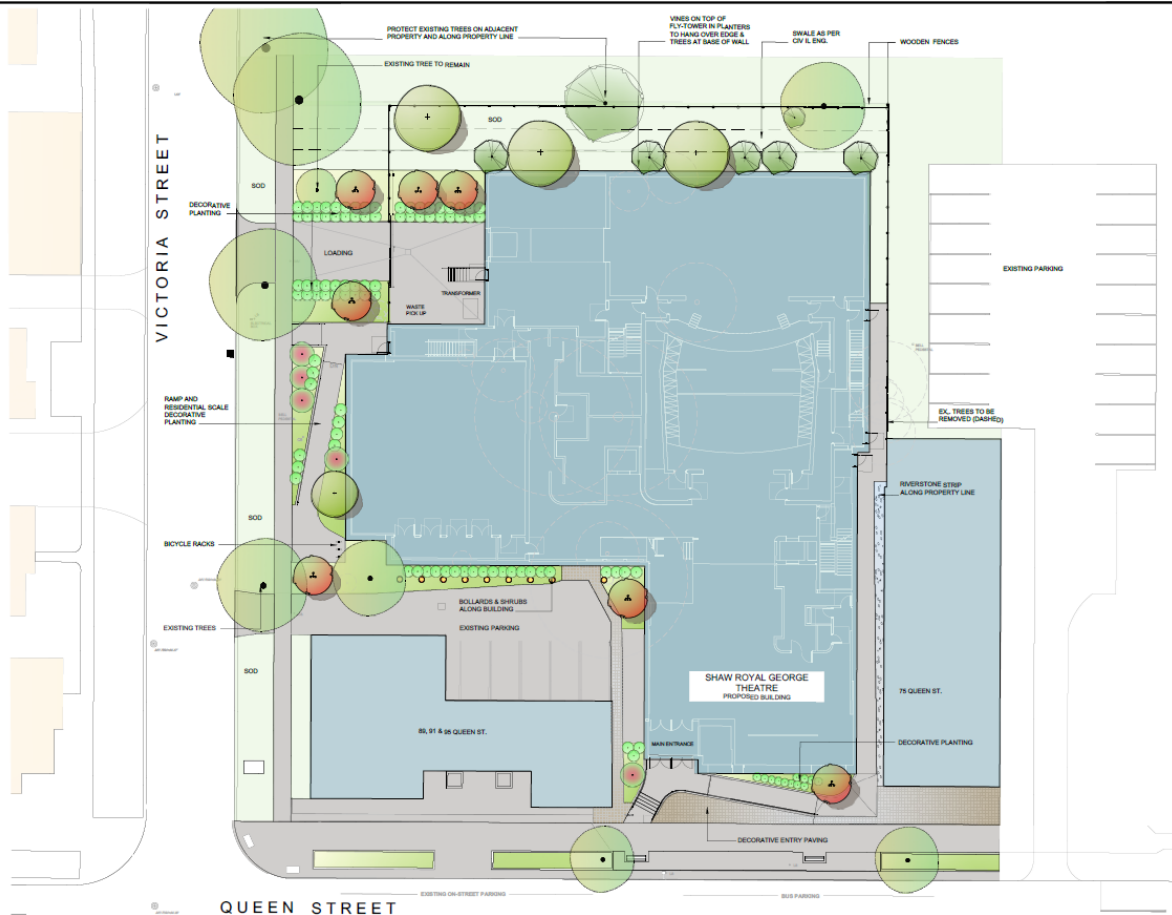 PROTECT EXISTING TREES ON ADJACENT
PROPERTY AND ALONG PROPERTY LINE
VINES ON TOP OF
FLY-TOWER IN PLANTERS
TO HANG OVER EDGE &
TREES AT BASE OF WALL
SWALE AS PER
CIV IL ENG.
WOODEN FENCES
EXISTING TREE TO REMAIN
SOD
VICTORIA STREET
SOD
DECORATIVE
PLANTING
LOADING
EXISTING PARKING
TRANSFORMER
WASTE
PICK UP
RAMP AND
RESIDENTIAL SCALE
DECORATIVE
PLANTING
EX. TREES TO BE
REMOVED (DASHED)
RIVERSTONE STRIP
ALONG PROPERTY LINE
SOD
BICYCLE RACKS
BOLLARDS & SHRUBS
ALONG BUILDING
EXISTING TREES
EXISTING PARKING
SOD
SHAW ROYAL GEORGE
THEATRE
PROPOSED BUILDING
75 QUEEN ST.
89, 91 & 95 QUEEN ST.
MAIN ENTRANCE
DECORATIVE PLANTING
DECORATIVE ENTRY PAVING
EXISTING ON-STREET PARKING
BUS PARKING
QUEEN STREET